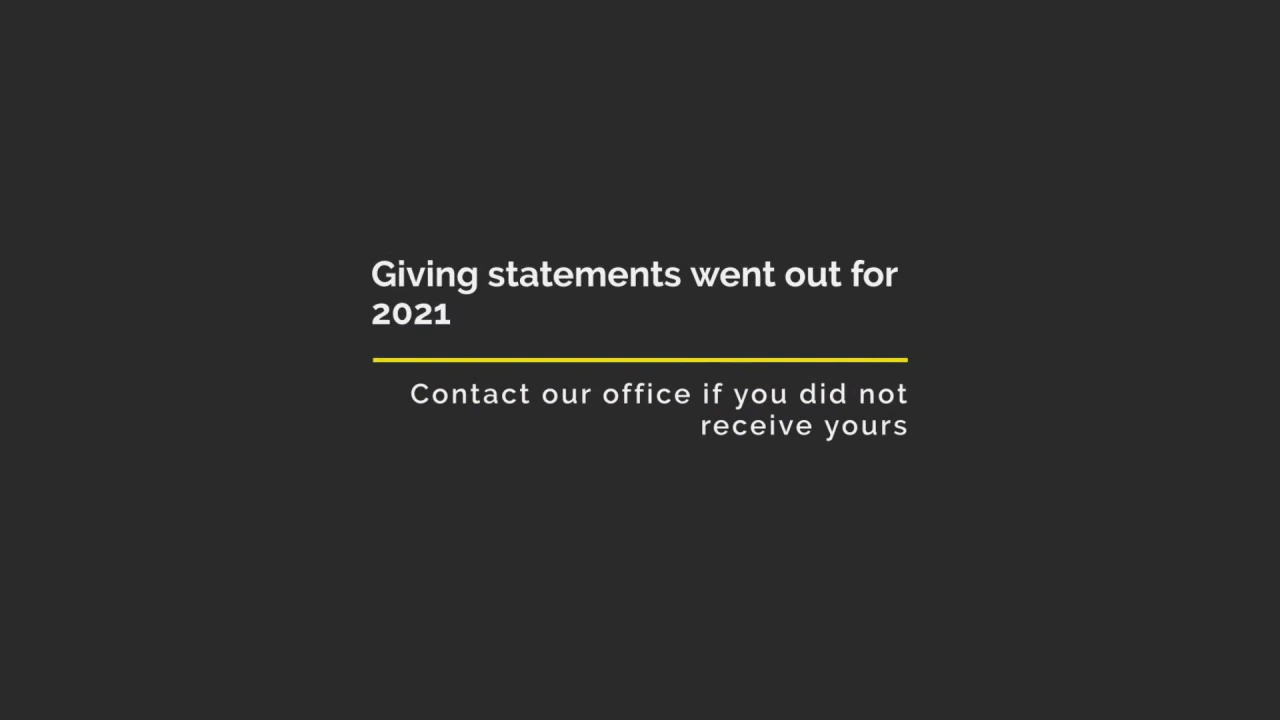 Giving statements went out for
2021
Contact our office if you did not
receive yours